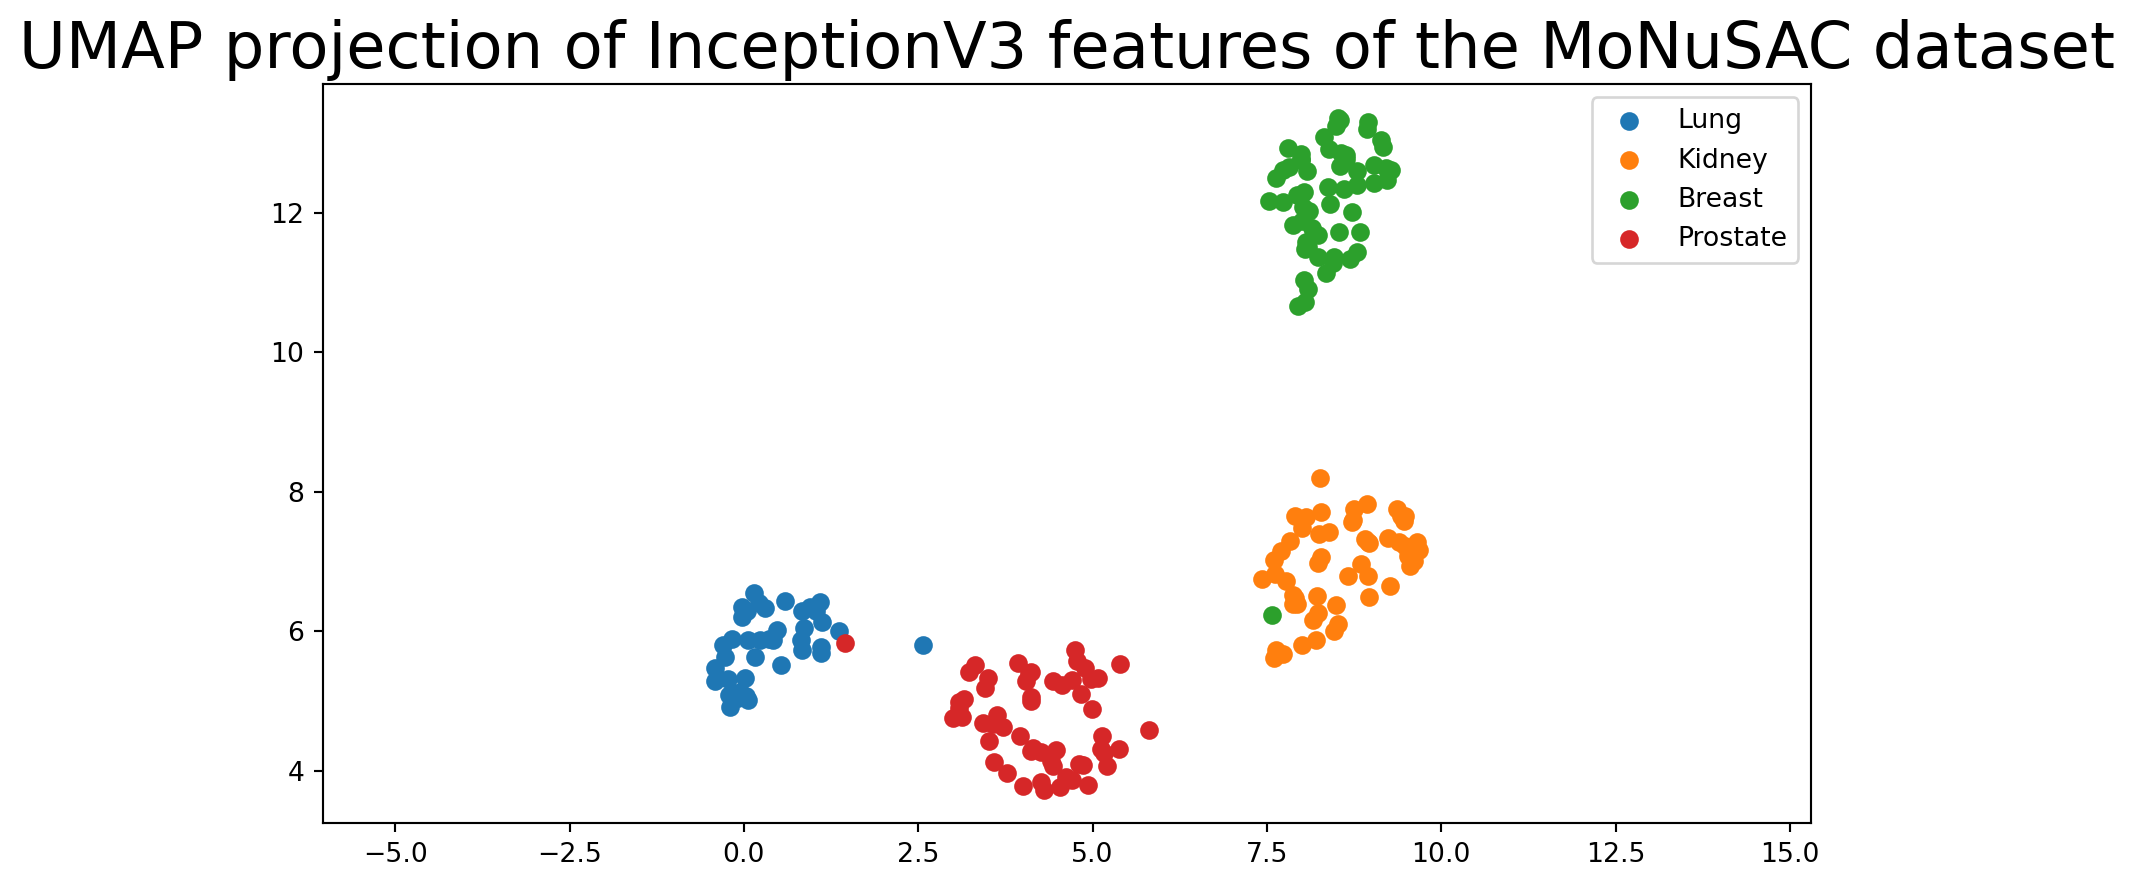 UMAP projection of InceptionV3 features of the MoNuSAC dataset
Lung
Kidney
Breast
Prostate
12
10
8
6
4
−5.0 −2.5 0.0 2.5 5.0 7.5 10.0 12.5 15.0